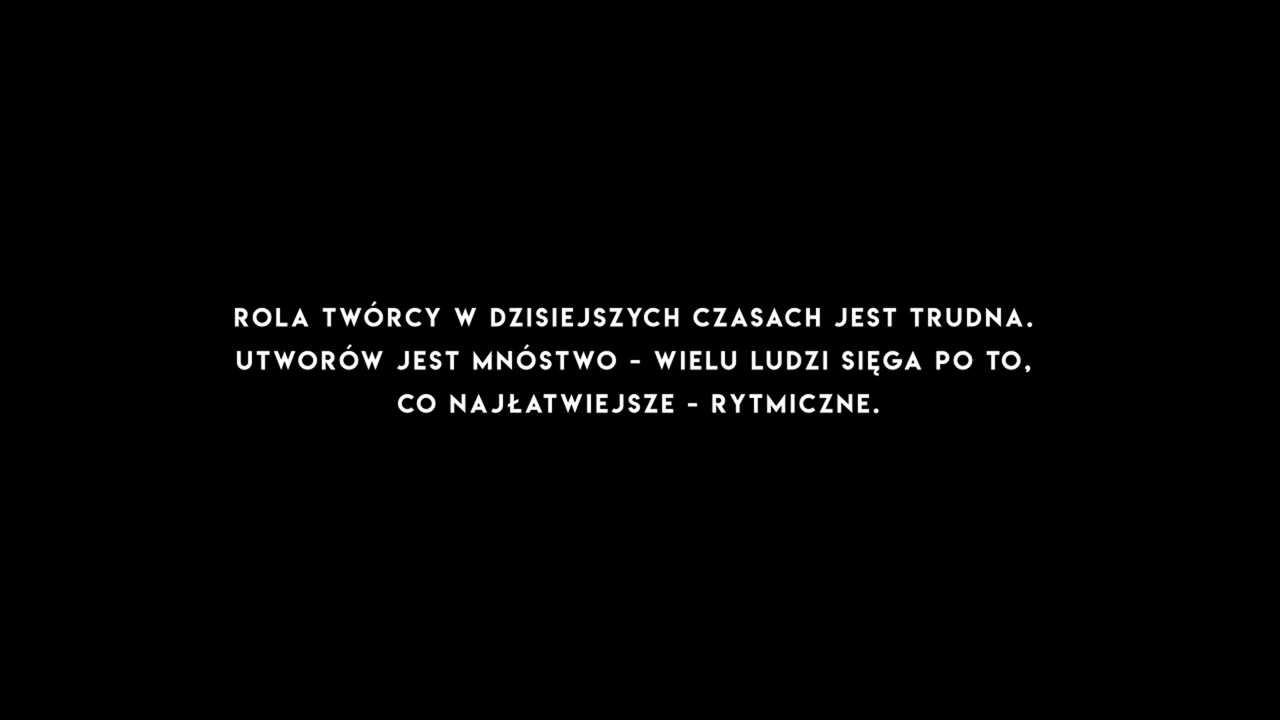 ROLA TWÓRCY W DZISIEJSZYCH CZASACH JEST TRUDNA.
UTWORÓW JEST MNÓSTWO - WIELU LUDZI SIĘGA PO TO,
CO NAJŁATWIEJSZE - RYTMICZNE.